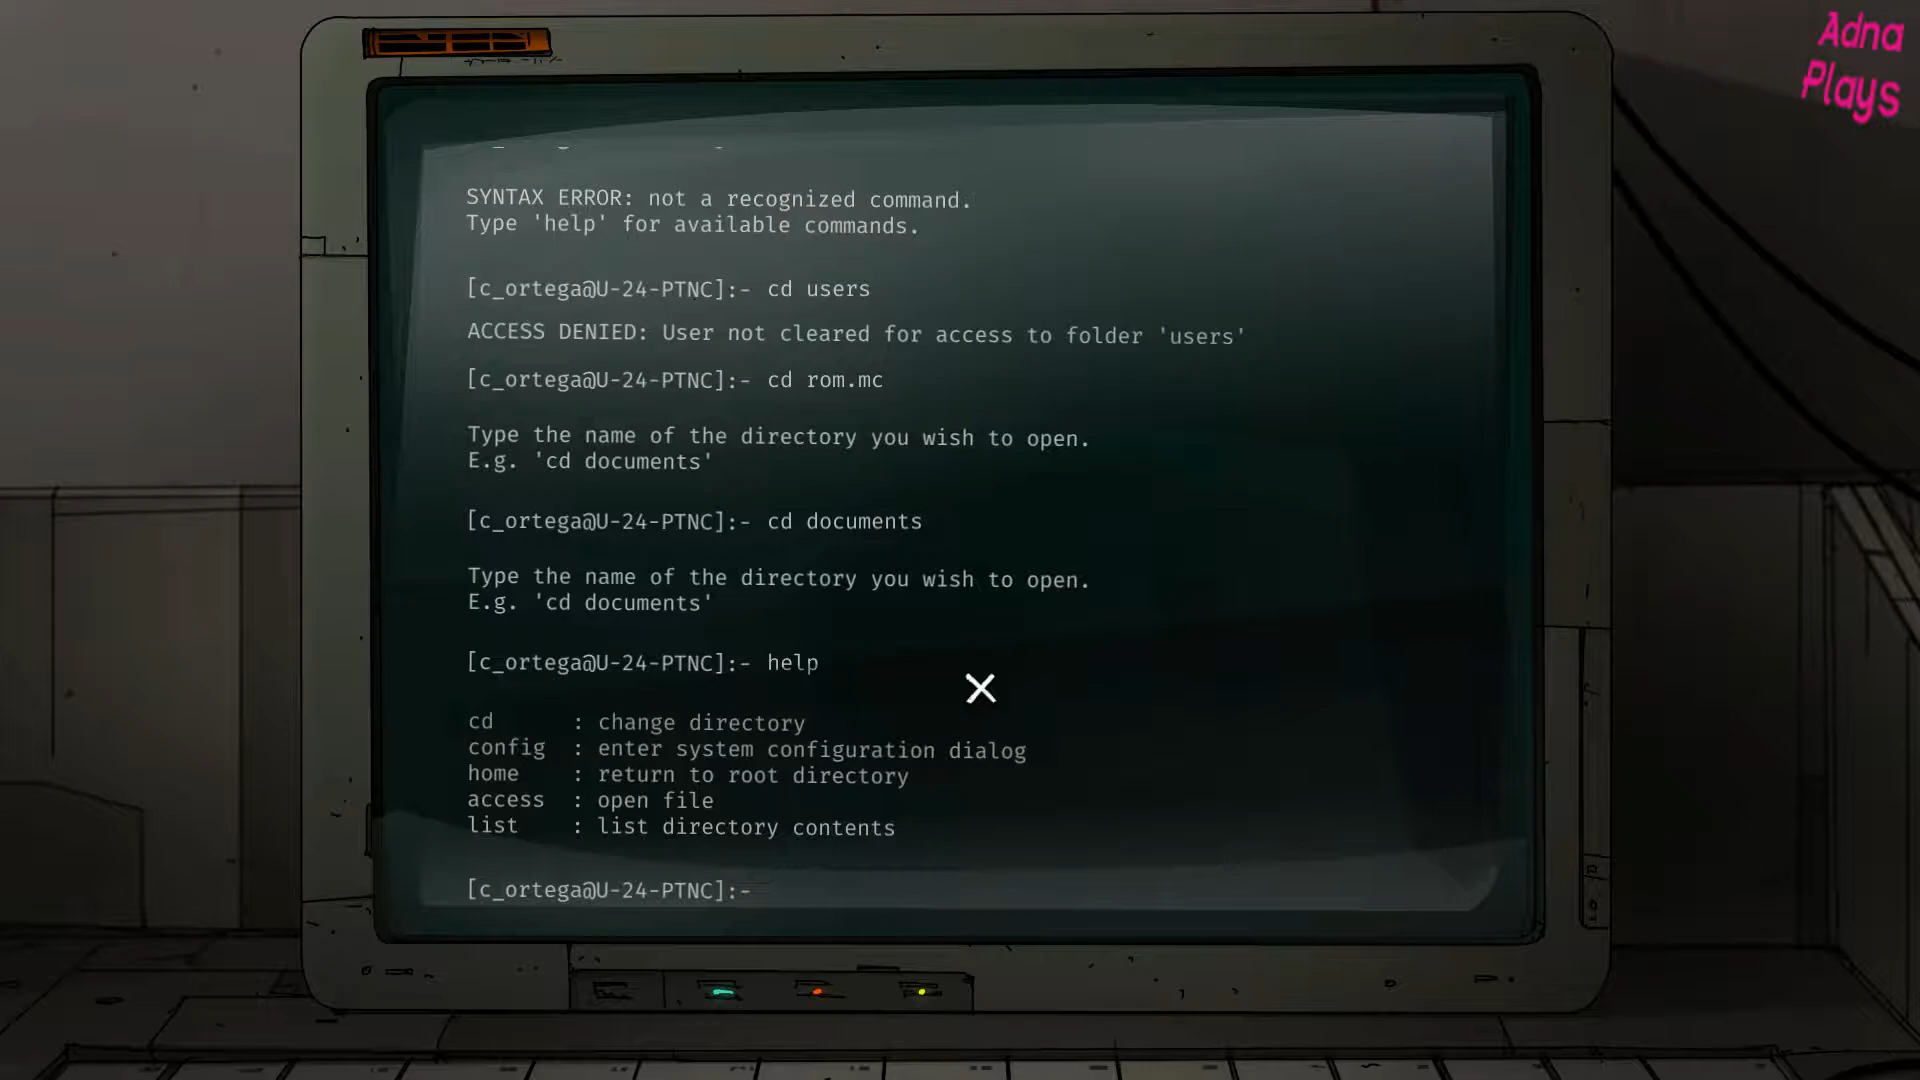 Adna
Plays
SYNTAX ERROR: not a recognized command.
Type 'help' for available commands.
[c_ortega@U-24-PTNC]:- cd users
ACCESS DENIED: User not cleared for access to folder 'users'
[c_ortega@U-24-PTNC]:- cd rom.mc
Type the name of the directory you wish to open.
E.g. 'cd documents'
[c_ortega@U-24-PTNC]:- cd documents
Type the name of the directory you wish to open.
E.g. 'cd documents'
[c_ortega@U-24-PTNC]:- help
cd : change directory
config : enter system configuration dialog
home : return to root directory
access : open file
list : list directory contents
[c_ortega@U-24-PTNC]:-